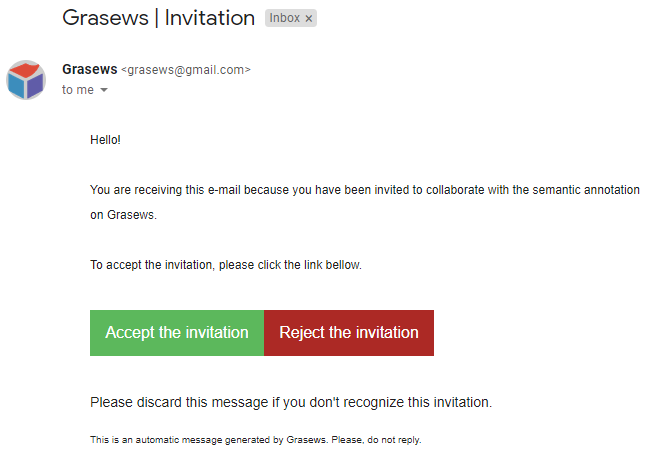 Grasews | Invitation Inbox ×
Grasews <grasews@gmail.com>
to me
Hello!
You are receiving this e-mail because you have been invited to collaborate with the semantic annotation
on Grasews.
To accept the invitation, please click the link bellow.
Accept the invitation Reject the invitation
Please discard this message if you don't recognize this invitation.
This is an automatic message generated by Grasews. Please, do not reply.